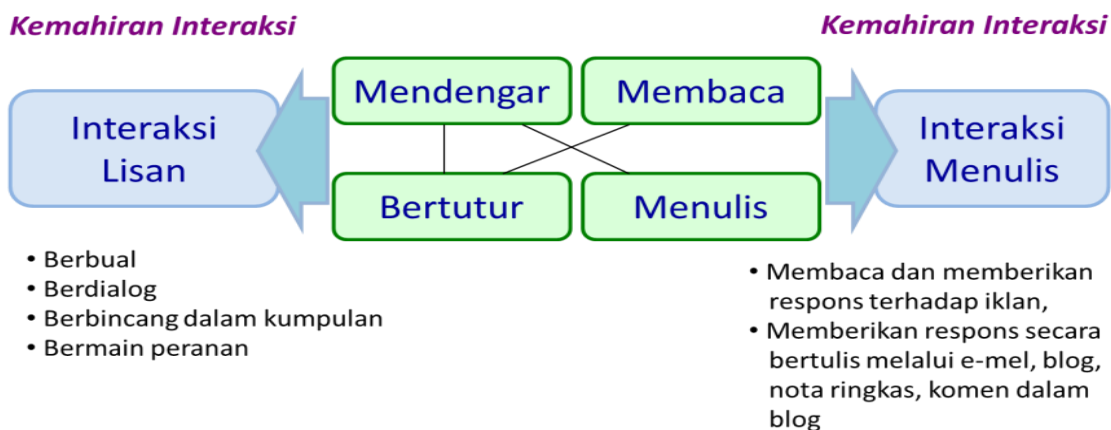 Kemahiran Interaksi
Kemahiran Interaksi
Interaksi
Lisan
Mendengar
Membaca
Bertutur
Menulis
Interaksi
Menulis
• Berbual
• Berdialog
• Berbincang dalam kumpulan
• Bermain peranan
• Membaca dan memberikan
respons terhadap iklan,
• Memberikan respons secara
bertulis melalui e-mel, blog,
nota ringkas, komen dalam
blog